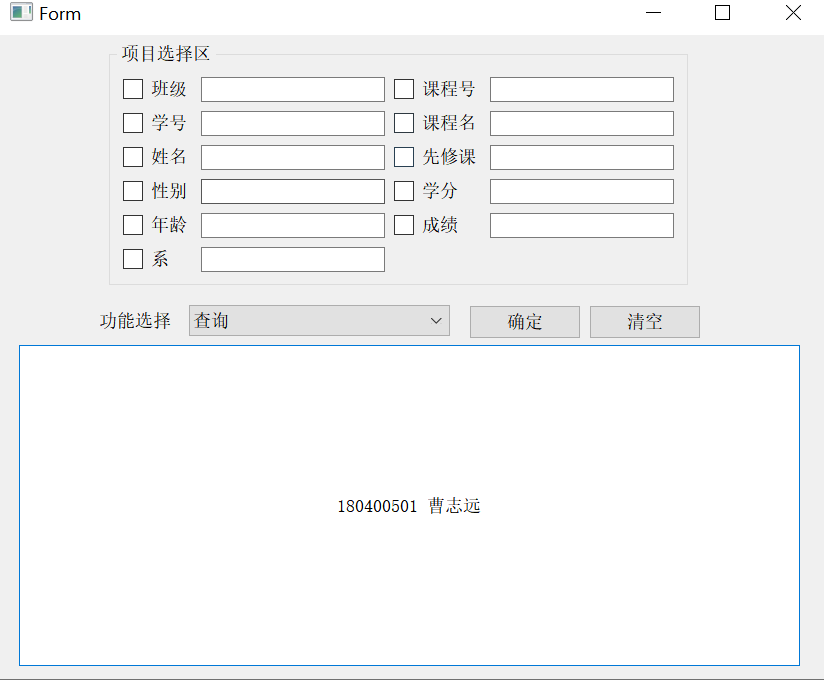 Form
项目选择区
班级 课程号
学号 课程名
姓名 先修课
性别 学分
年龄 成绩
系
功能选择 查询 确定 清空
180400501 曹志远